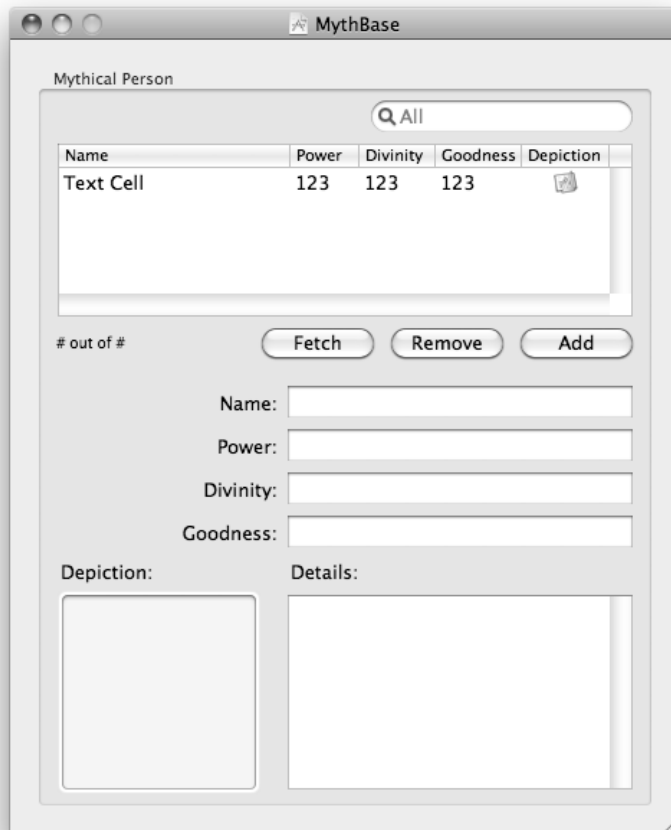 MythBase
Mythical Person
All
Name Power Divinity Goodness Depiction
Text Cell 123 123 123
# out of # Fetch Remove Add
Name:
Power:
Divinity:
Goodness:
Depiction: Details: